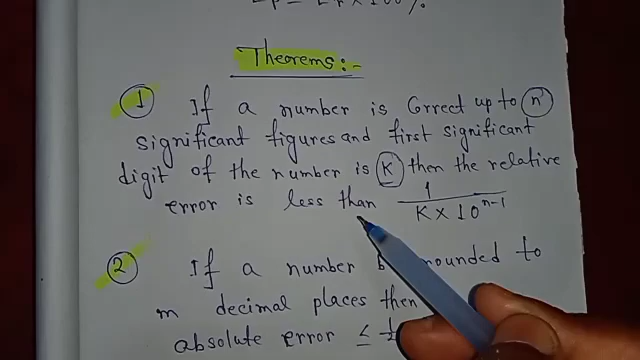 Theorems:-
① If a number is Correct up to n
significant figures and first significant
digit of the number is K then the relative
error is less than 1/(K × 10^(n-1))
② If a number rounded to
m decimal places then
absolute error ≤ 1/2